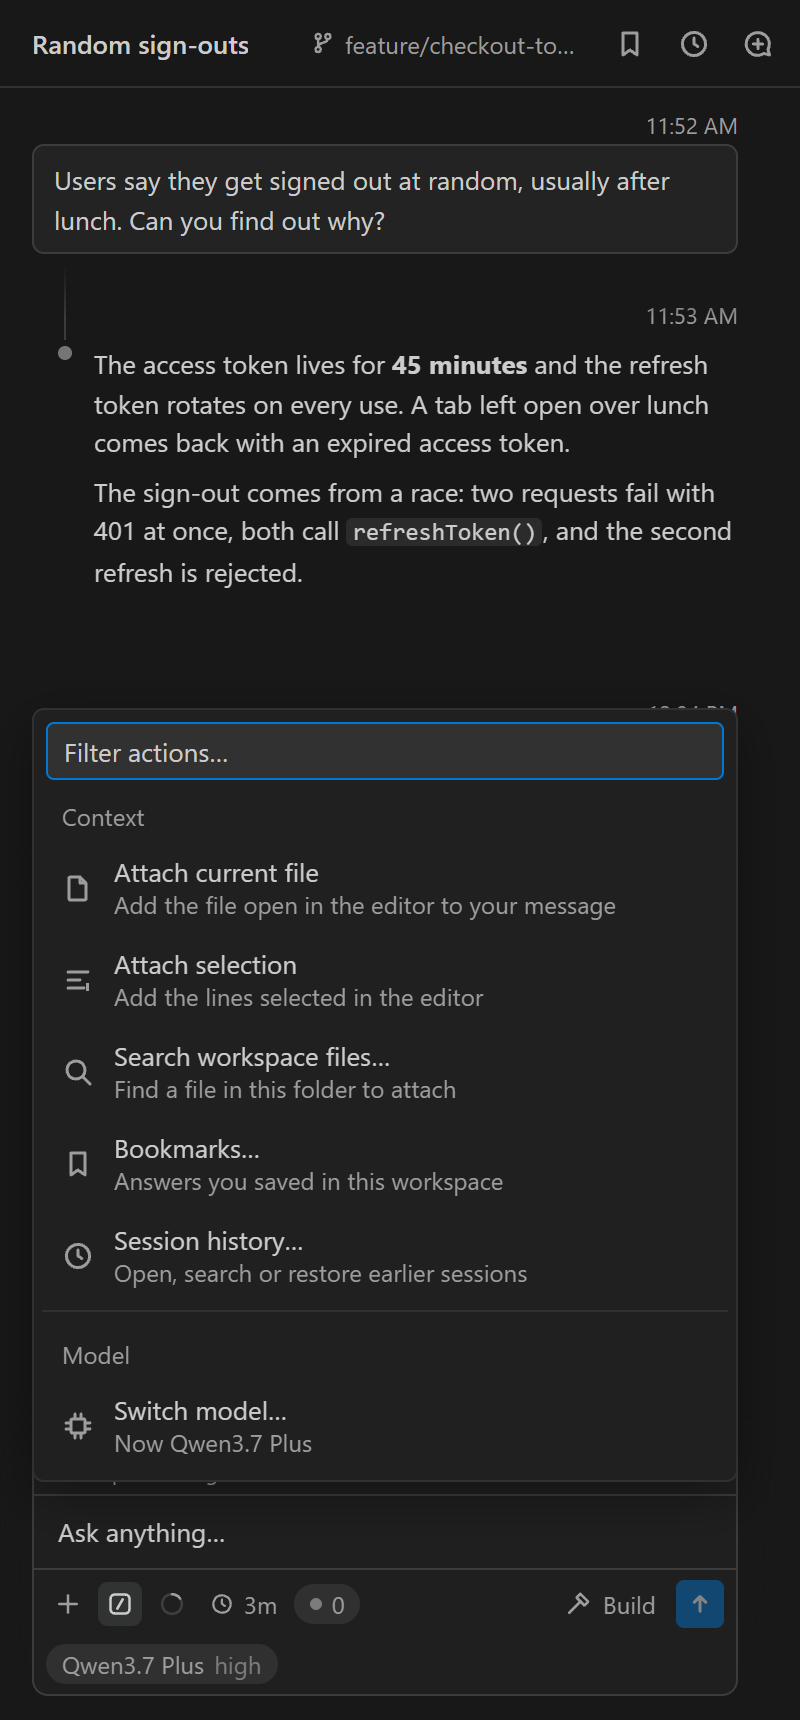 Random sign-outs
feature/checkout-to...
11:52 AM
Users say they get signed out at random, usually after
lunch. Can you find out why?
11:53 AM
The access token lives for 45 minutes and the refresh
token rotates on every use. A tab left open over lunch
comes back with an expired access token.
The sign-out comes from a race: two requests fail with
401 at once, both call refreshToken(), and the second
refresh is rejected.
Filter actions...
Context
Attach current file
Add the file open in the editor to your message
Attach selection
Add the lines selected in the editor
Search workspace files...
Find a file in this folder to attach
Bookmarks...
Answers you saved in this workspace
Session history...
Open, search or restore earlier sessions
Model
Switch model...
Now Qwen3.7 Plus
Ask anything...
3m
0
Build
Qwen3.7 Plus high